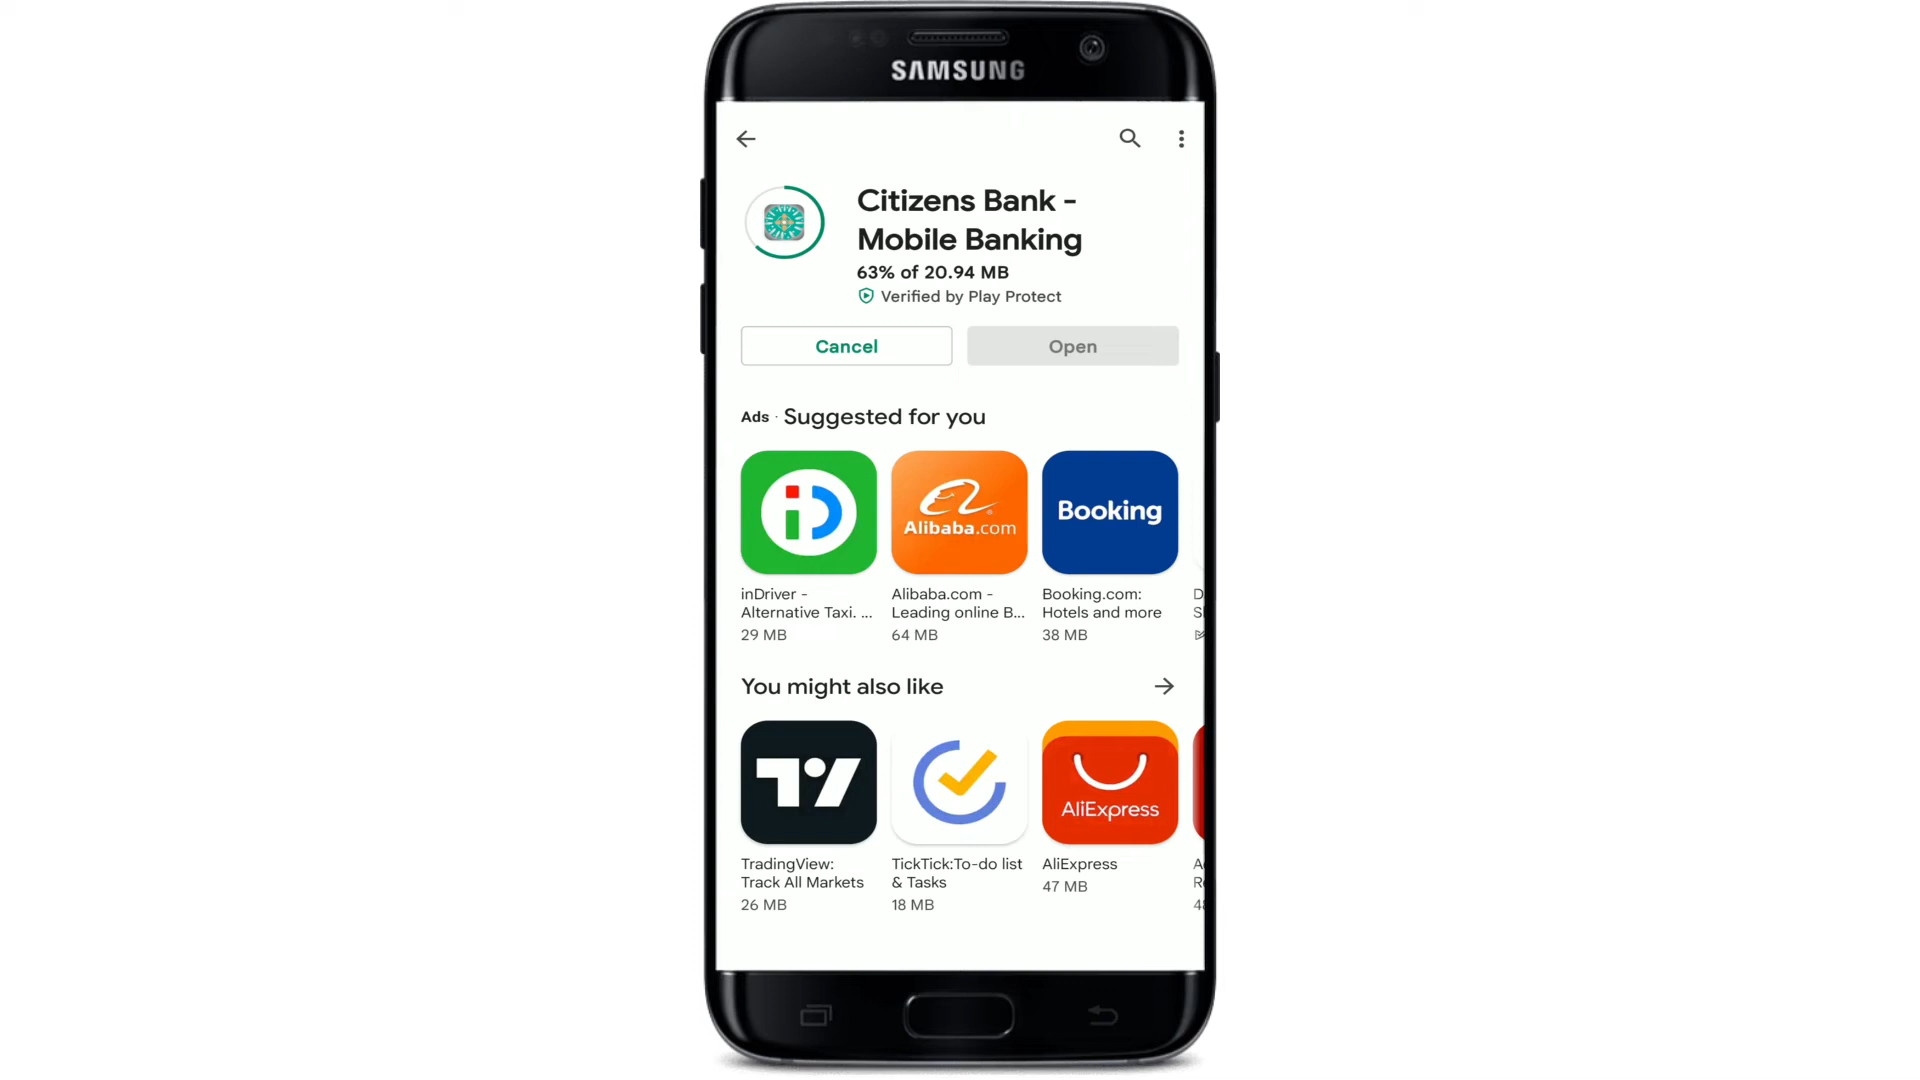 SAMSUNG
Citizens Bank -
Mobile Banking
63% of 20.94 MB
Verified by Play Protect
Cancel
Open
Ads · Suggested for you
Alibaba.com
Booking
inDriver -
Alternative Taxi. ...
29 MB
Alibaba.com -
Leading online B...
64 MB
Booking.com:
Hotels and more
38 MB
You might also like
AliExpress
TradingView:
Track All Markets
26 MB
TickTick:To-do list
& Tasks
18 MB
AliExpress
47 MB